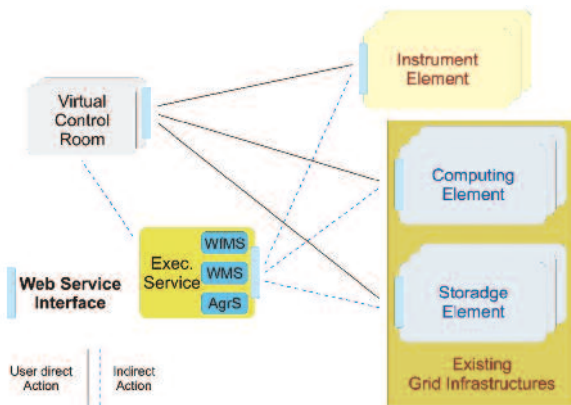 Instrument
Element
Virtual
Control
Room
Computing
Element
WfMS
Exec.
Service
WMS
AgrS
Storadge
Element
Web Service
Interface
Existing
Grid Infrastructures
User direct
Action
Indirect
Action